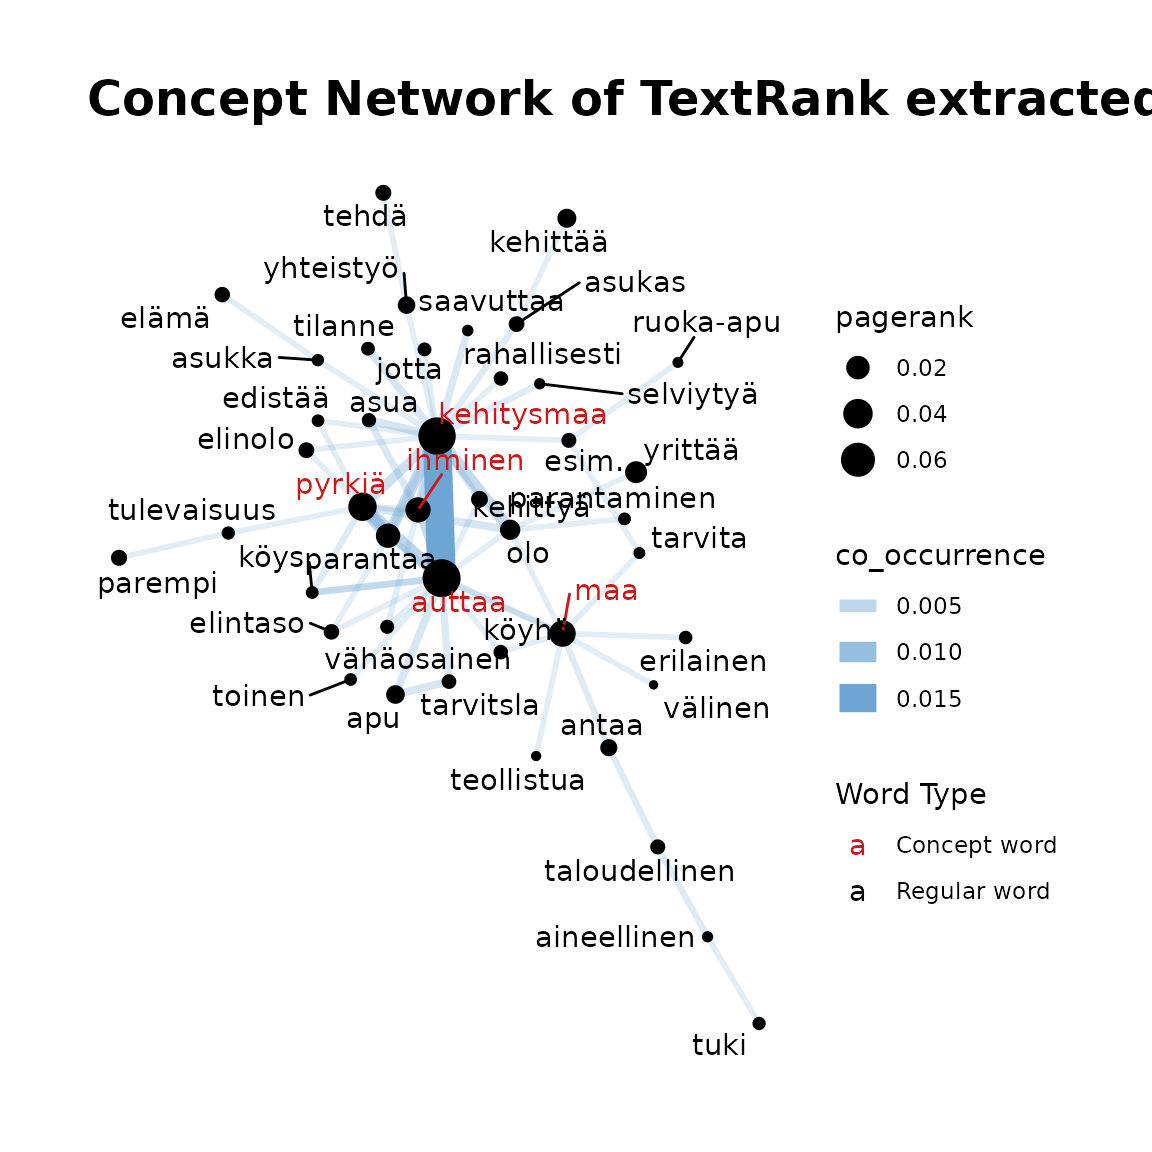 Concept Network of TextRank extracted
tehdä
kehittää
yhteistyö
asukas
saavuttaa
elämä
tilanne
ruoka-apu
pagerank
asukka
rahallisesti
jotta
0.02
edistää
asua
selviytyä
kehitysmaa
0.04
elinolo
yrittää
ihminen
esim.
0.06
pyrkiä
parantaminen
kehittyä
tulevaisuus
tarvita
köys
parantaa
olo
co_occurrence
parempi
maa
auttaa
0.005
elintaso
köyhä
0.010
vähäosainen
erilainen
toinen
tarvitsla
välinen
0.015
apu
antaa
teollistua
Word Type
a Concept word
taloudellinen
a Regular word
aineellinen
tuki